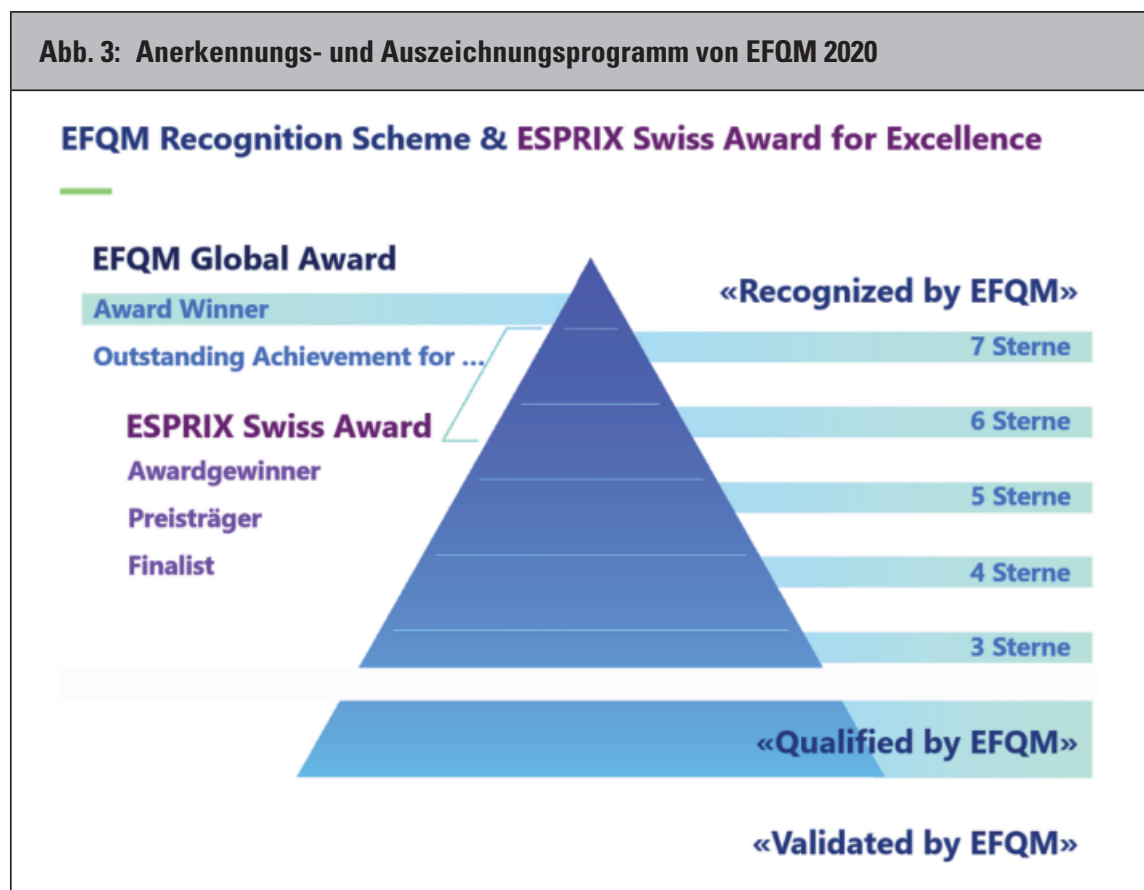 Abb. 3: Anerkennungs- und Auszeichnungsprogramm von EFQM 2020
EFQM Recognition Scheme & ESPRIX Swiss Award for Excellence
EFQM Global Award
Award Winner
Outstanding Achievement for ...
ESPRIX Swiss Award
Awardgewinner
Preisträger
Finalist
«Recognized by EFQM»
7 Sterne
6 Sterne
5 Sterne
4 Sterne
3 Sterne
«Qualified by EFQM»
«Validated by EFQM»